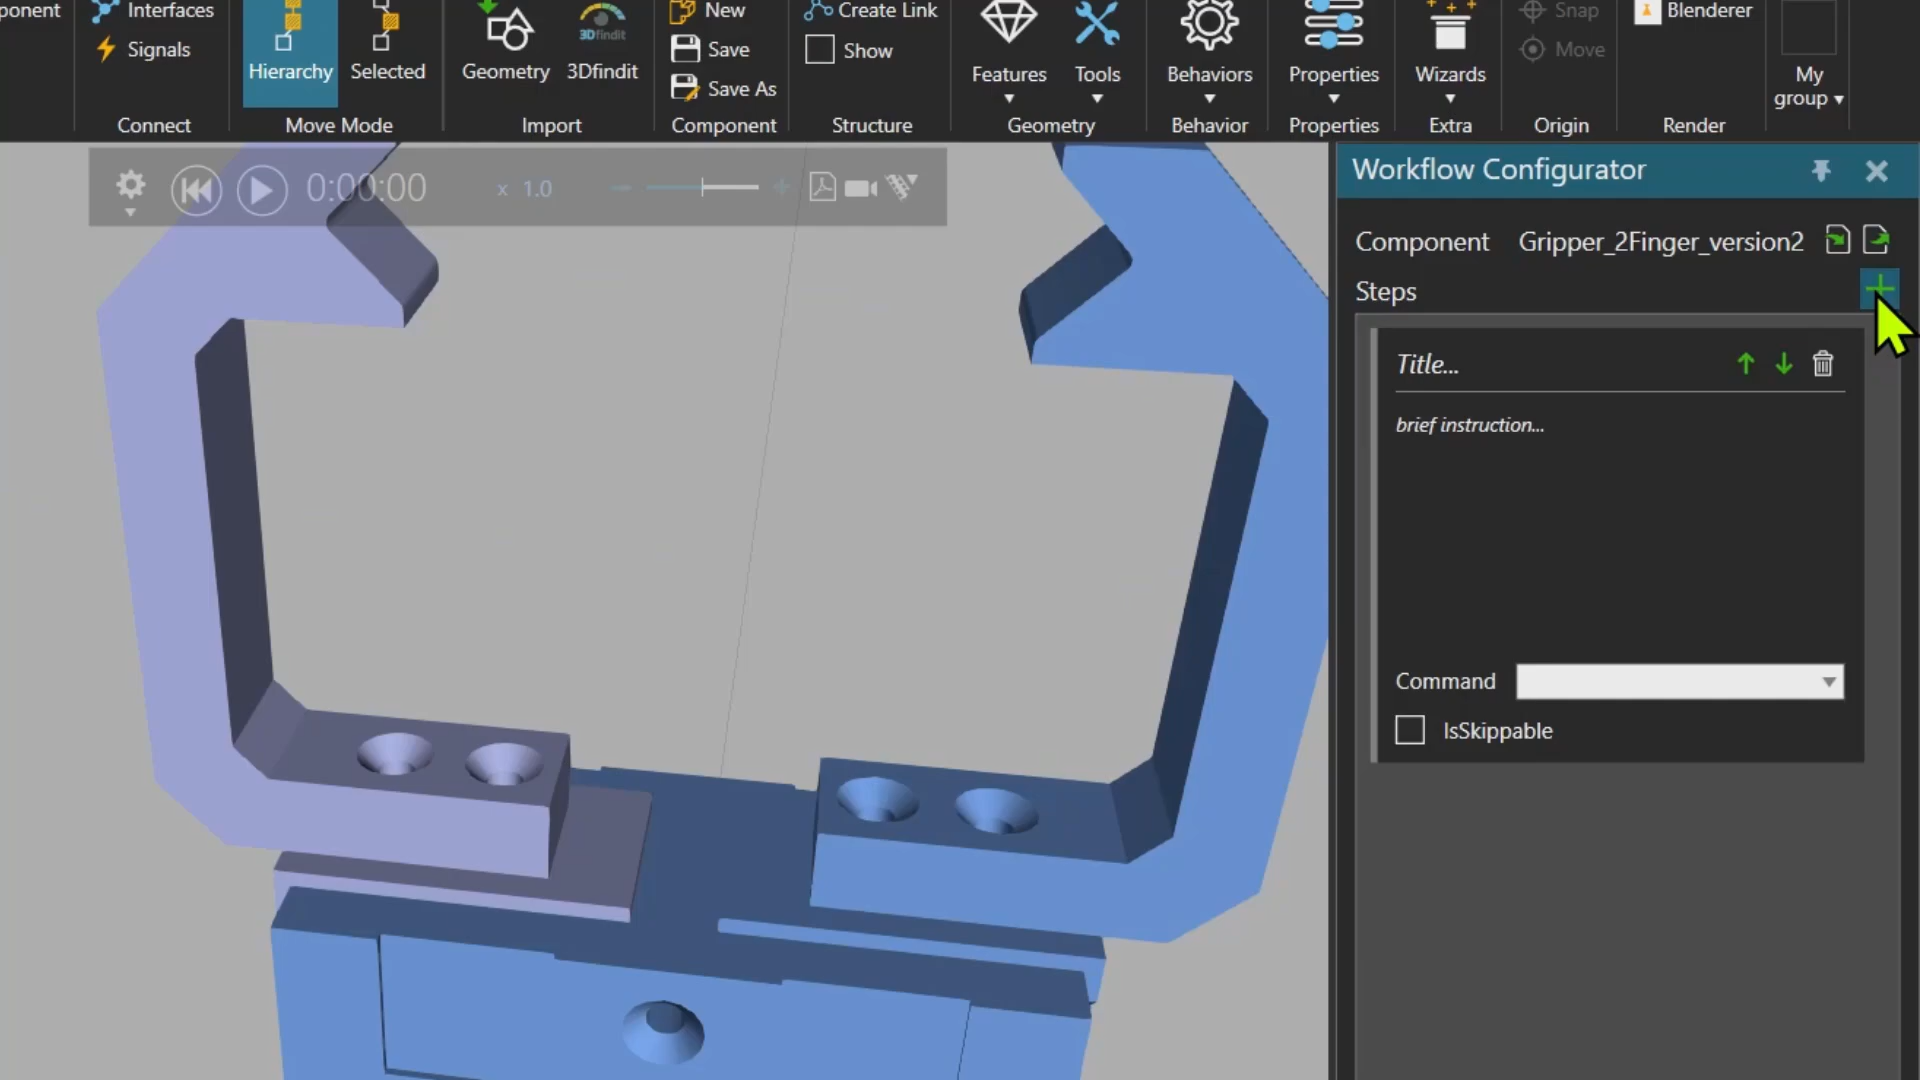 ponent
Interfaces
Signals
Connect
Hierarchy
Selected
Move Mode
Geometry
3Dfindit
3Dfindit
Import
New
Save
Save As
Component
Create Link
Show
Structure
Features
Tools
Geometry
Behaviors
Behavior
Properties
Properties
Wizards
Extra
Snap
Move
Origin
Blenderer
Render
My
group
0:00:00
x 1.0
Workflow Configurator
Component Gripper_2Finger_version2
Steps
Title...
brief instruction...
Command
IsSkippable